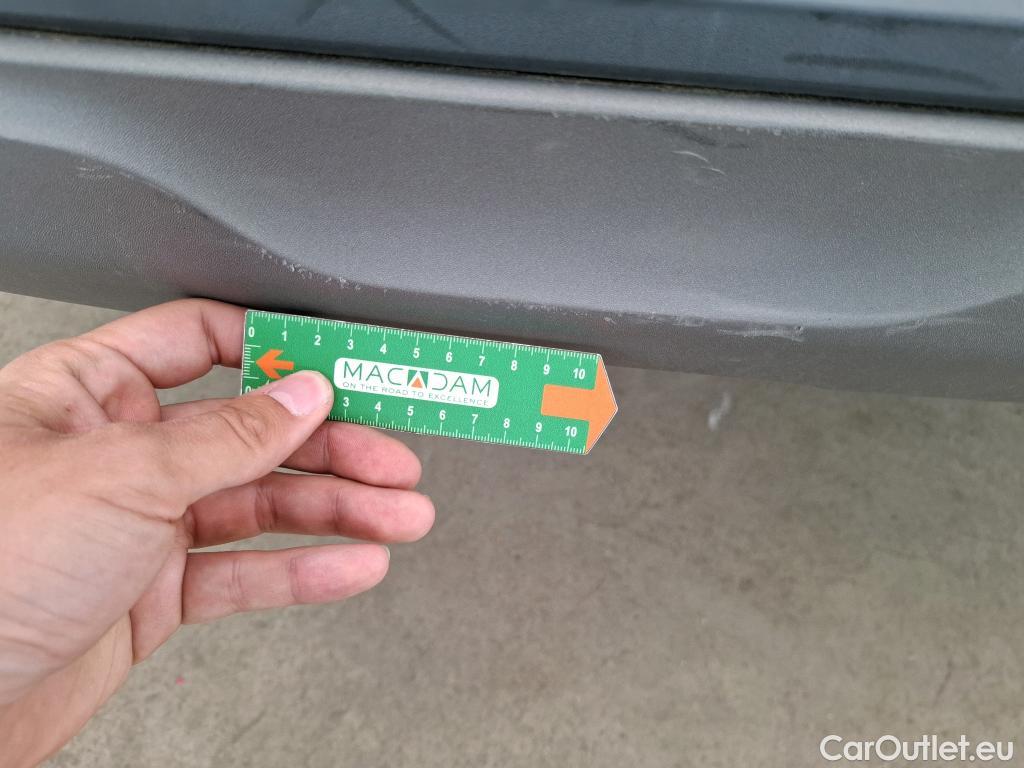 0 1 2 3 4 5 6 7 8 9 10
MACADAM
ON THE ROAD TO EXCELLENCE
0 3 4 5 6 7 8 9 10
CarOutlet.eu